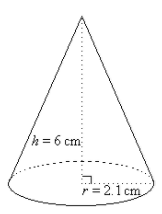 h = 6 cm
r = 2.1 cm